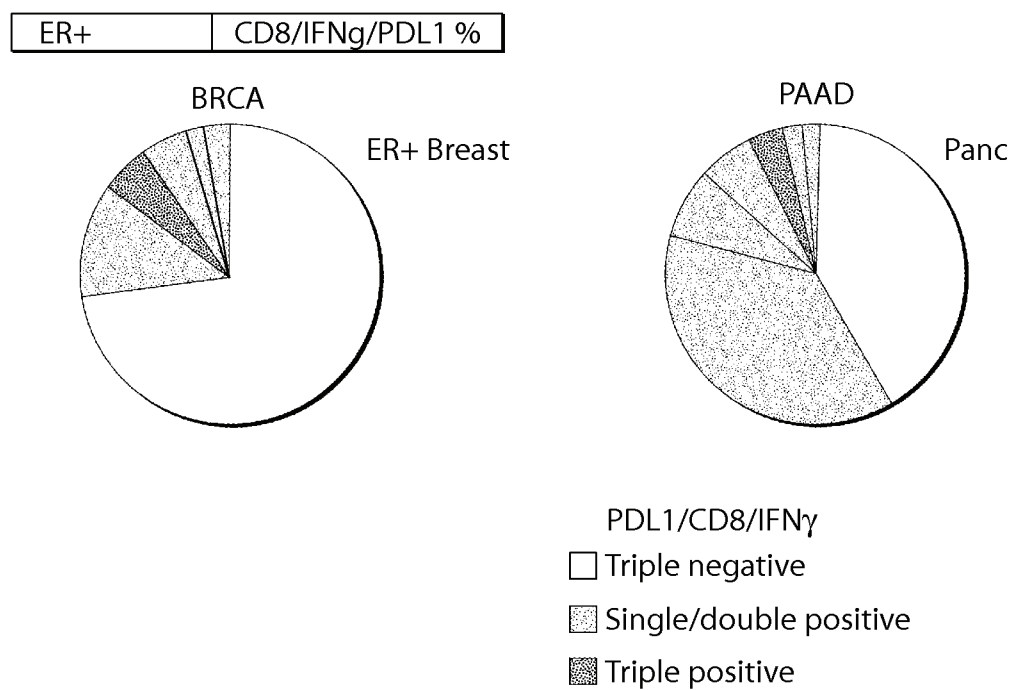 ER+ CD8/IFNg/PDL1 %
BRCA
ER+ Breast
PAAD
Panc
PDL1/CD8/IFNγ
Triple negative
Single/double positive
Triple positive